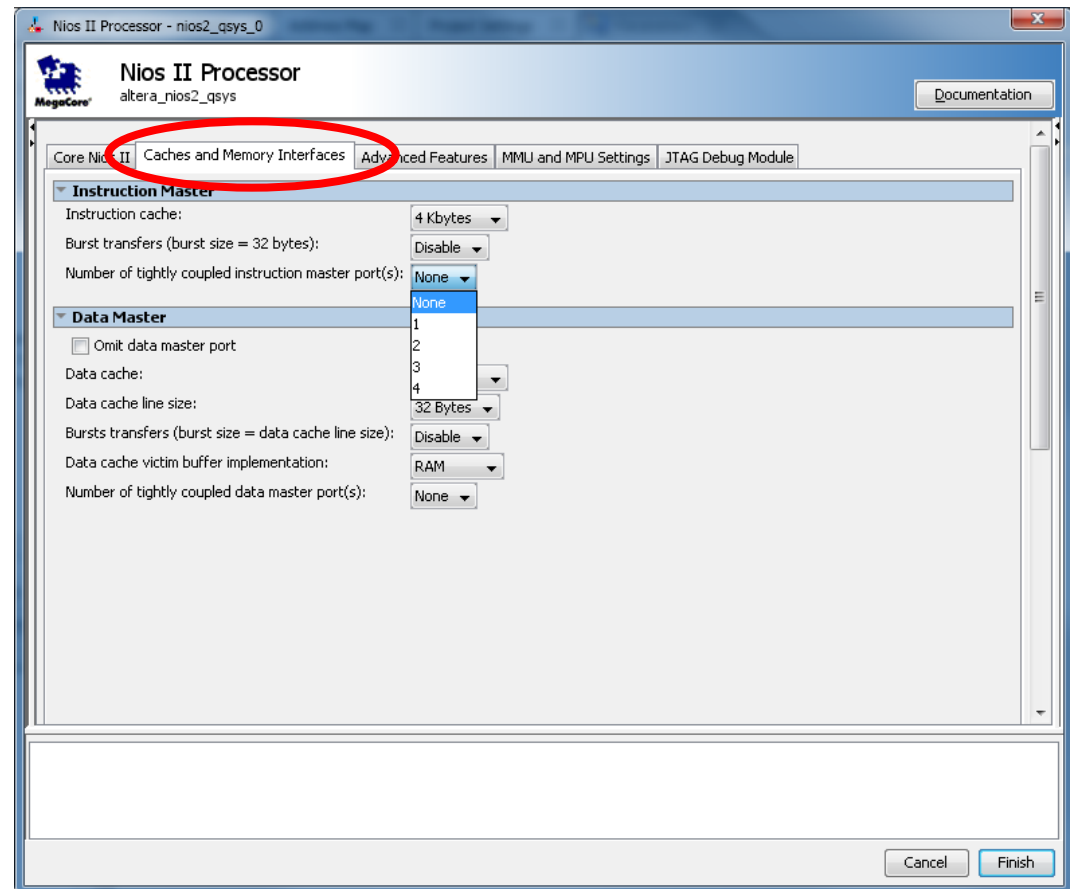 Nios II Processor - nios2_qsys_0
Nios II Processor
altera_nios2_qsys
MegaCore®
Documentation
Core Nios II Caches and Memory Interfaces Advanced Features MMU and MPU Settings JTAG Debug Module
Instruction Master
Instruction cache: 4 Kbytes
Burst transfers (burst size = 32 bytes): Disable
Number of tightly coupled instruction master port(s): None
None
Data Master
1
Omit data master port 2
Data cache: 3
4
Data cache line size: 32 Bytes
Bursts transfers (burst size = data cache line size): Disable
Data cache victim buffer implementation: RAM
Number of tightly coupled data master port(s): None
Cancel Finish